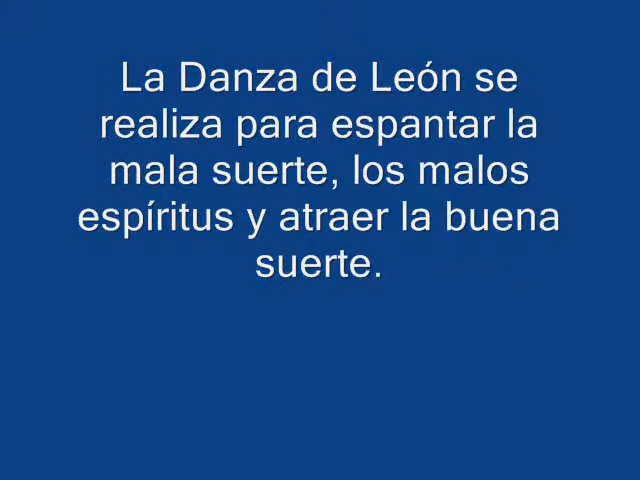 La Danza de León se
realiza para espantar la
mala suerte, los malos
espíritus y atraer la buena
suerte.